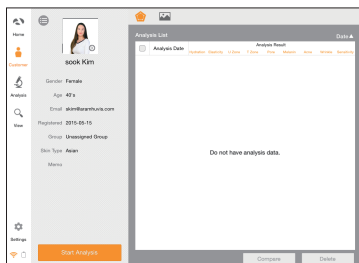 Home
Customer
Analysis
View
Settings
sook Kim
Gender Female
Age 40's
Email skim@aramhuvis.com
Registered 2015-05-15
Group Unassigned Group
Skin Type Asian
Memo
Start Analysis
Analysis List
Date▲
Analysis Date
Analysis Result
Hydration Elasticity U Zone T Zone Pore Melanin Acne Wrinkle Sensitivity
Do not have analysis data.
Compare
Delete